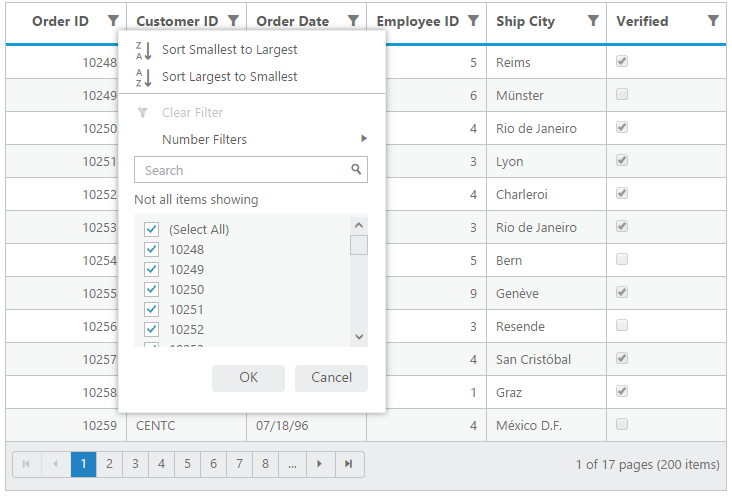 Order ID Customer ID Order Date Employee ID Ship City Verified
Sort Smallest to Largest
Sort Largest to Smallest
Clear Filter
Number Filters
Search
Not all items showing
(Select All)
10248
10249
10250
10251
10252
OK Cancel
10248 5 Reims
10249 6 Münster
10250 4 Rio de Janeiro
10251 3 Lyon
10252 4 Charleroi
10253 3 Rio de Janeiro
10254 5 Bern
10255 9 Genève
10256 3 Resende
10257 4 San Cristóbal
10258 1 Graz
10259 CENTC 07/18/96 4 México D.F.
1 2 3 4 5 6 7 8 ... 1 of 17 pages (200 items)